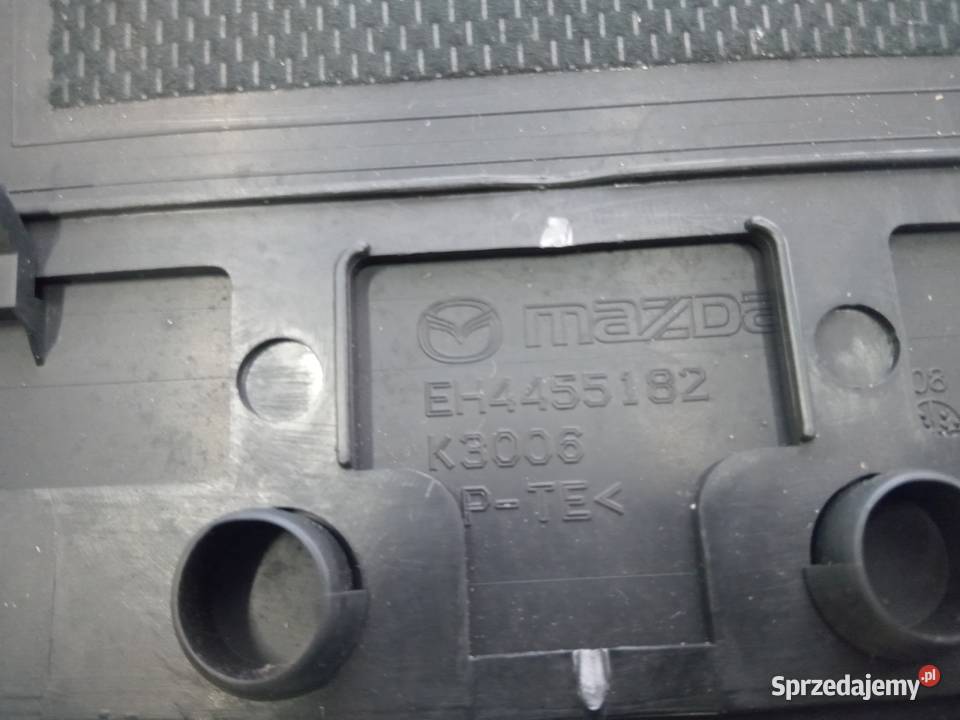 mazda
EH4455182
K3006
P-TE<
08
Sprzedajemy.pl